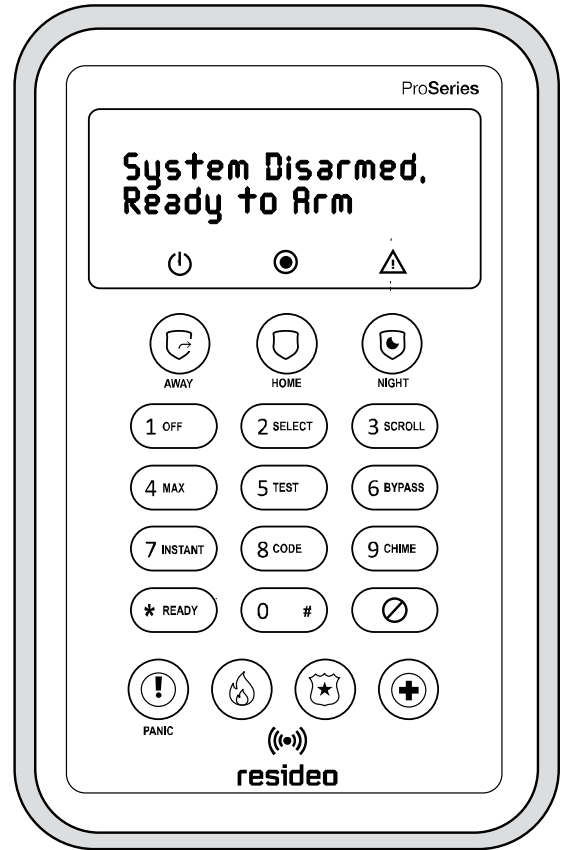 ProSeries
System Disarmed,
Ready to Arm
AWAY HOME NIGHT
1 OFF 2 SELECT 3 SCROLL
4 MAX 5 TEST 6 BYPASS
7 INSTANT 8 CODE 9 CHIME
* READY 0 #
PANIC
resideo